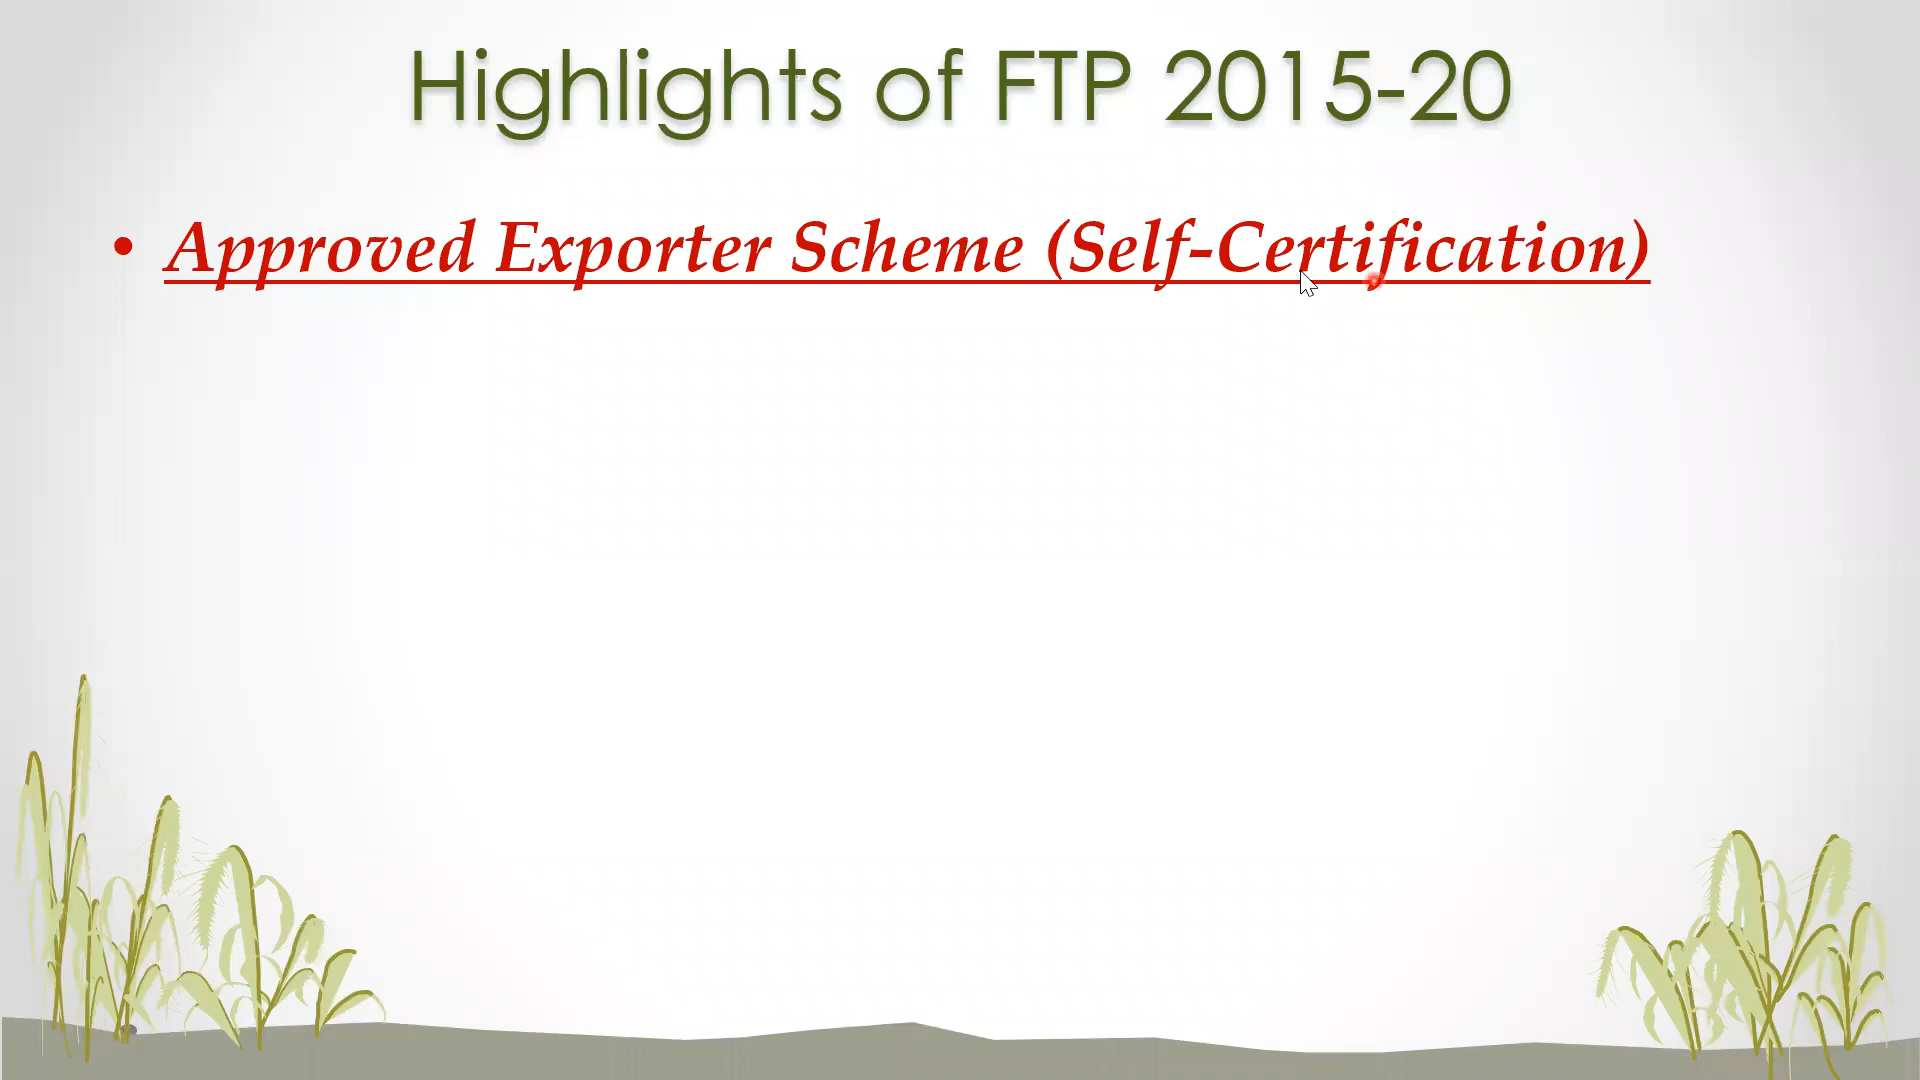 Highlights of FTP 2015-20
• Approved Exporter Scheme (Self-Certification)